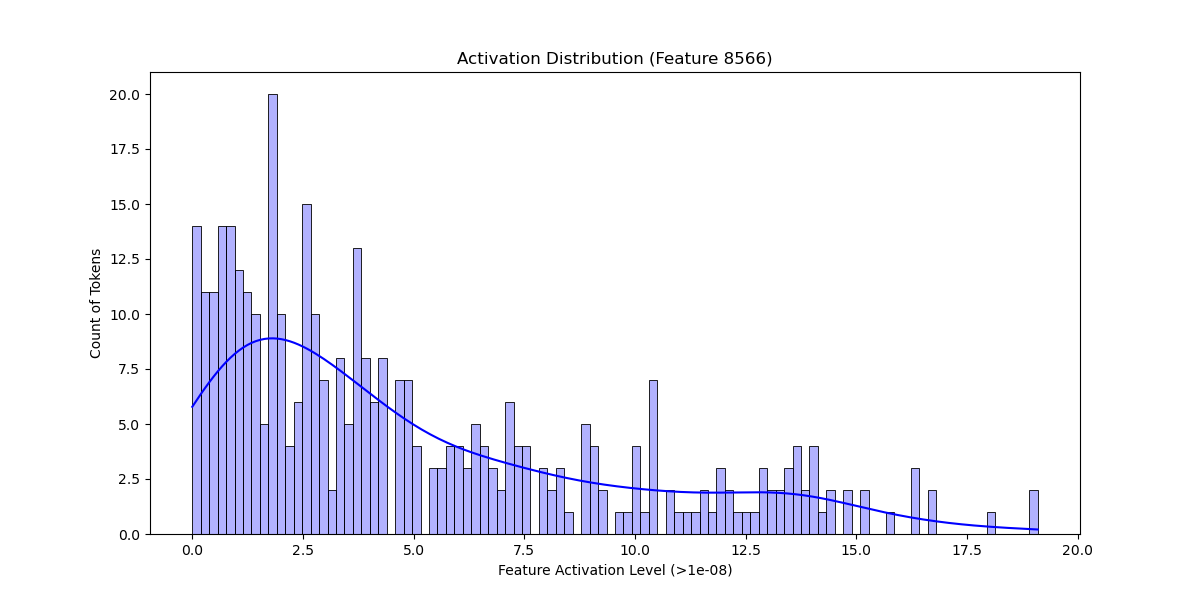 Activation Distribution (Feature 8566)
20.0
17.5
15.0
12.5
10.0
7.5
5.0
2.5
0.0
Count of Tokens
0.0 2.5 5.0 7.5 10.0 12.5 15.0 17.5 20.0
Feature Activation Level (>1e-08)